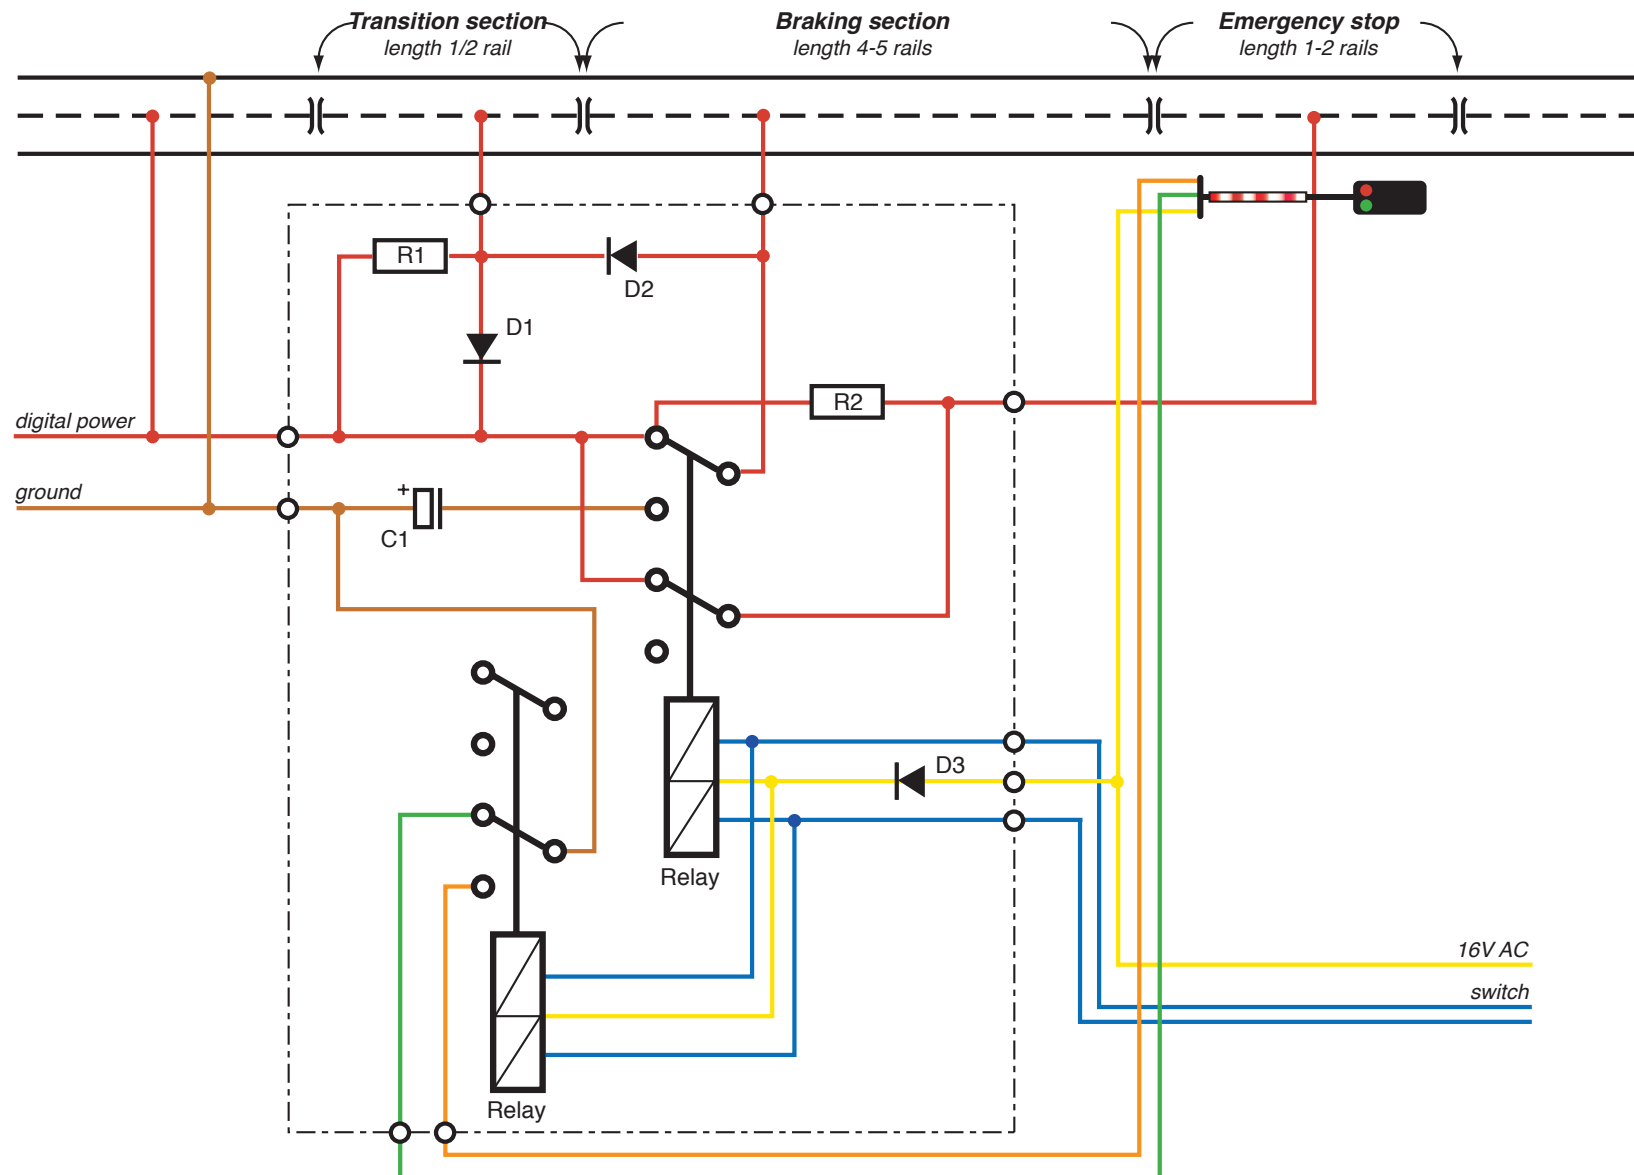 Transition section
length 1/2 rail
Braking section
length 4-5 rails
Emergency stop
length 1-2 rails
R1
D2
D1
R2
digital power
ground
+
C1
D3
Relay
16V AC
switch
Relay